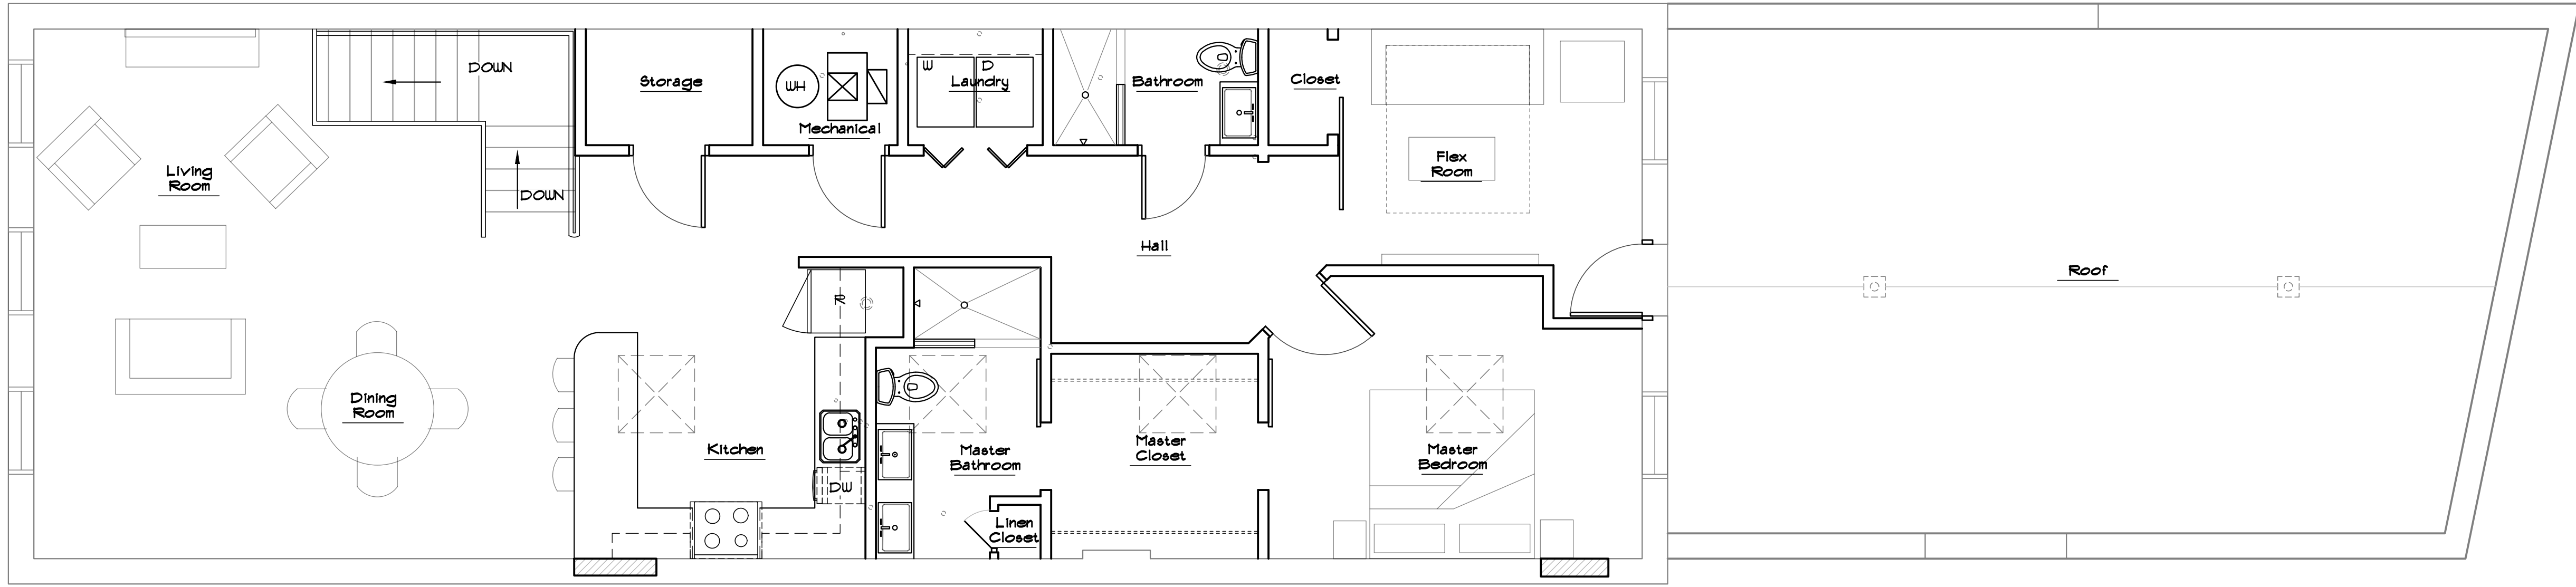 DOWN
Storage
WH
Mechanical
W
D
Laundry
Bathroom
Closet
Living
Room
DOWN
Flex
Room
Hall
Roof
R
Dining
Room
Kitchen
DW
Master
Bathroom
Linen
Closet
Master
Closet
Master
Bedroom